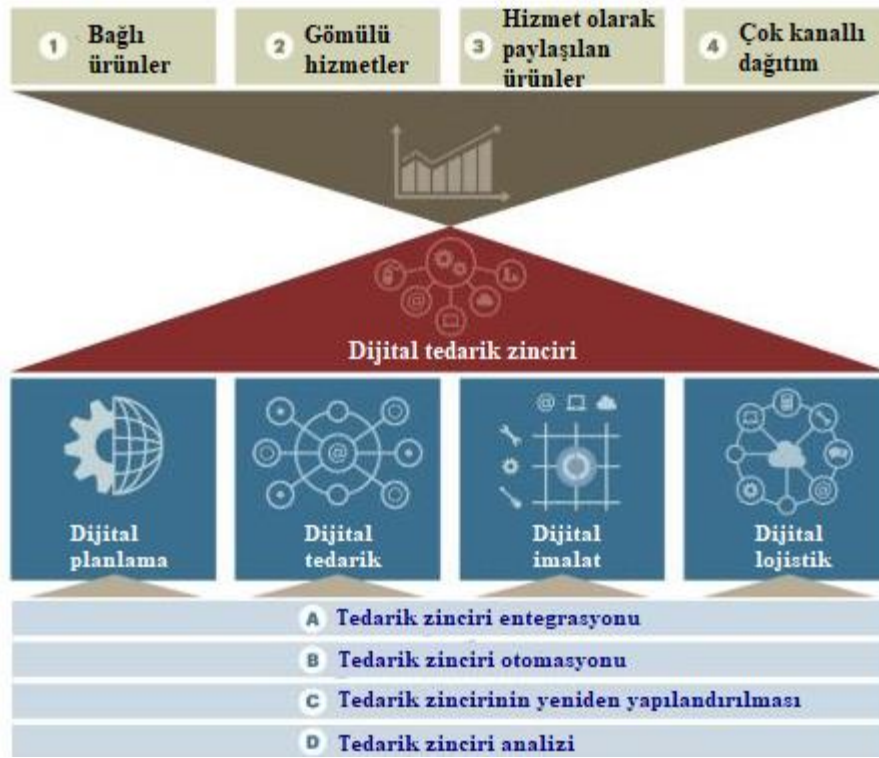 1 Bağlı
ürünler
2 Gömülü
hizmetler
3 Hizmet olarak
paylaşılan
ürünler
4 Çok kanallı
dağıtım
Dijital tedarik zinciri
Dijital
planlama
Dijital
tedarik
Dijital
imalat
Dijital
lojistik
A Tedarik zinciri entegrasyonu
B Tedarik zinciri otomasyonu
C Tedarik zincirinin yeniden yapılandırılması
D Tedarik zinciri analizi